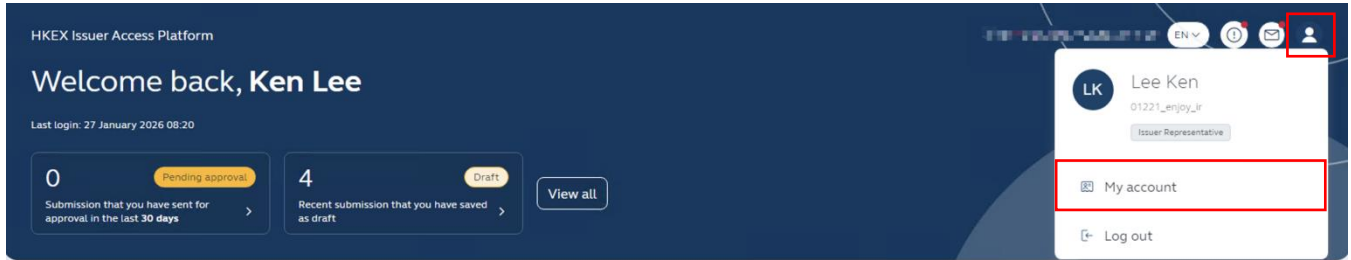 HKEX Issuer Access Platform
EN
Welcome back, Ken Lee
Last login: 27 January 2026 08:20
0
Pending approval
Submission that you have sent for
approval in the last 30 days
4
Draft
Recent submission that you have saved
as draft
View all
LK
Lee Ken
01221_enjoy_ir
Issuer Representative
My account
Log out